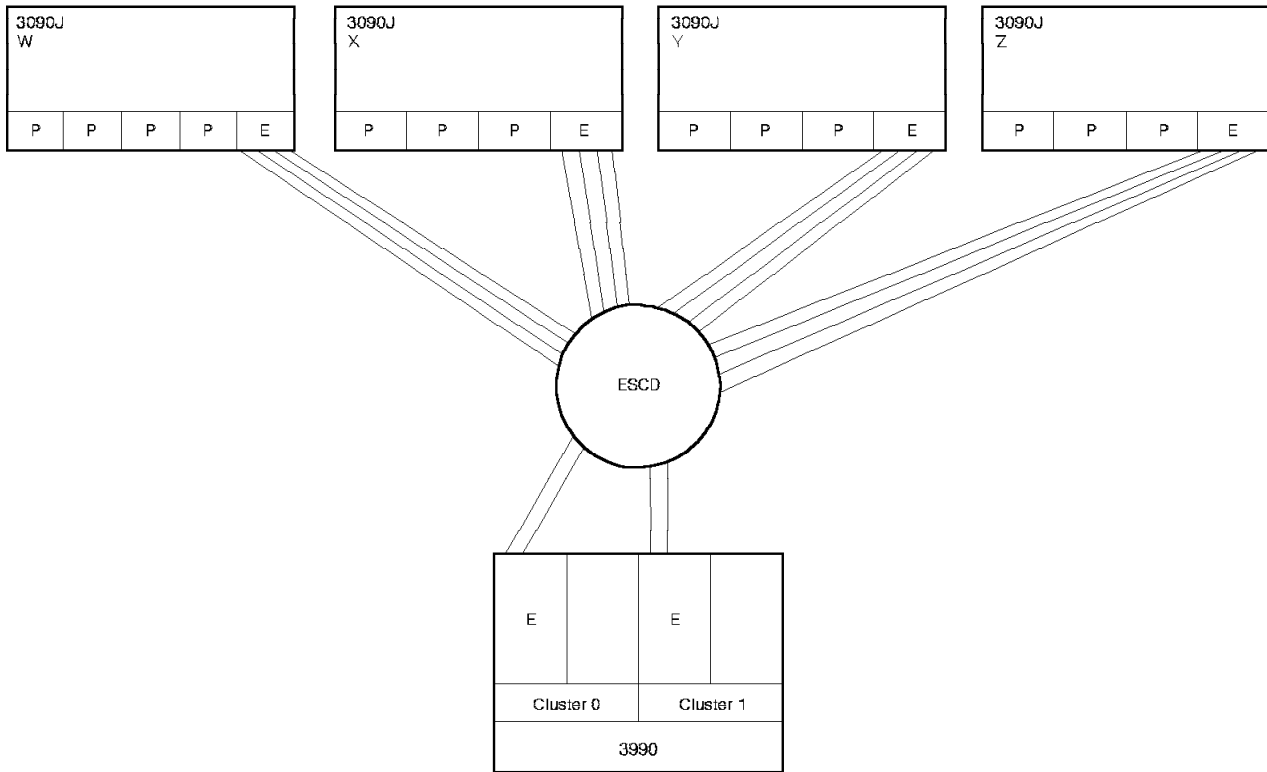 3090J
W
3090J
X
3090J
Y
3090J
Z
P P P P E
P P P E
P P P E
P P P E
ESCD
E E
Cluster 0 Cluster 1
3990